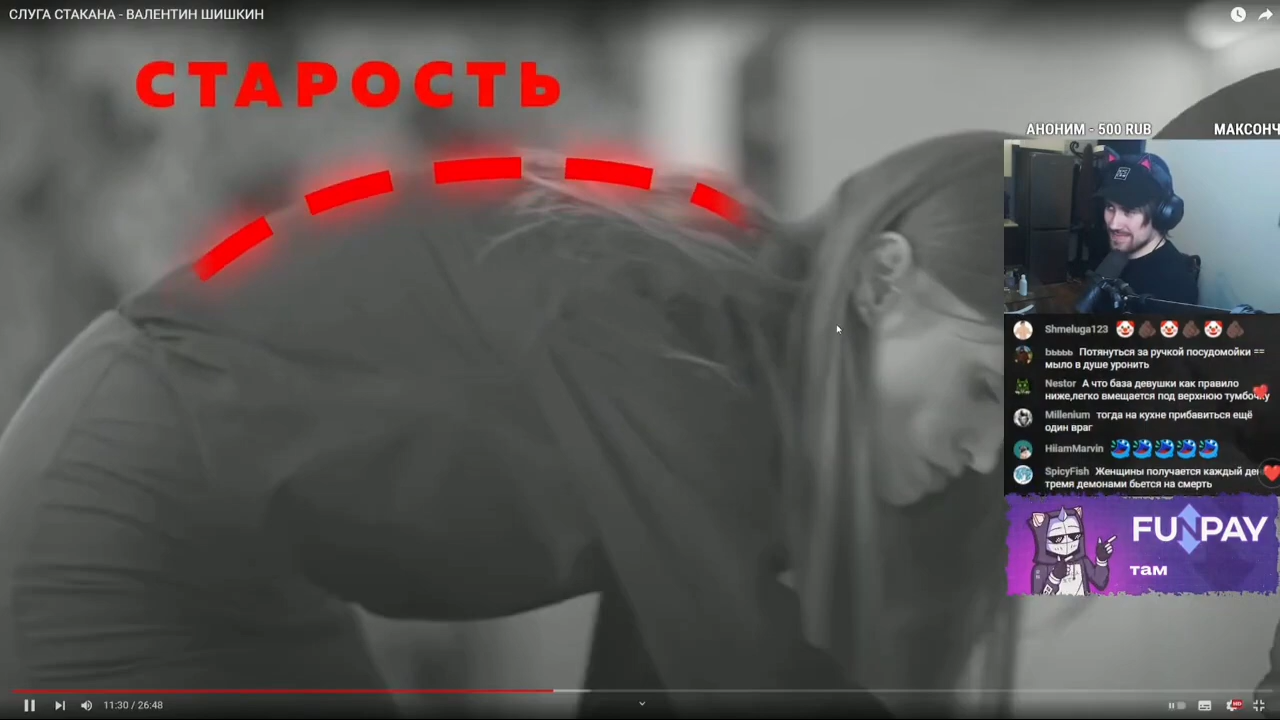 СЛУГА СТАКАНА - ВАЛЕНТИН ШИШКИН
СТАРОСТЬ
АНОНИМ - 500 RUB МАКСОНЧ
Shmeluga123
bbbbb Потянуться за ручкой посудомойки ==
мыло в душе уронить
Nestor А что база девушки как правило
ниже,легко вмещается под верхнюю тумбочку
Millenium тогда на кухне прибавиться ещё
один враг
HiiamMarvin
SpicyFish Женщины получается каждый ден
тремя демонами бьется на смерть
FUNPAY
там
11:30 / 26:48
HD